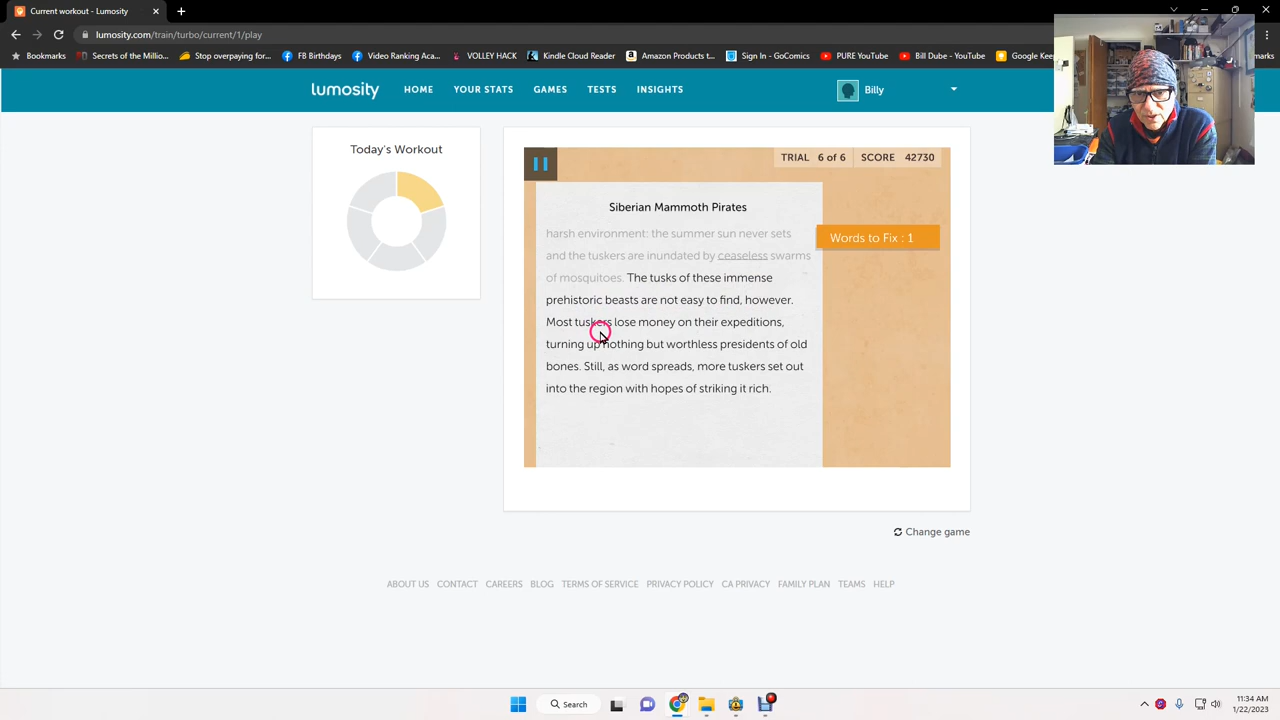 Current workout - Lumosity
lumosity.com/train/turbo/current/1/play
Bookmarks
Secrets of the Millio...
Stop overpaying for...
FB Birthdays
Video Ranking Aca...
VOLTY HAS
Kindle Cloud Reader
Amazon Products t...
Sign In - GoComics
PURE YouTube
Bill Dube - YouTube
Google Keep
marks
lumosity
HOME
YOUR STATS
GAMES
TESTS
INSIGHTS
Billy
Today's Workout
TRIAL 6 of 6
SCORE 42730
Siberian Mammoth Pirates
harsh environment: the summer sun never sets
and the tuskers are inundated by ceaseless swarms
of mosquitoes. The tusks of these immense
prehistoric beasts are not easy to find, however.
Most tuskers lose money on their expeditions,
turning up nothing but worthless presidents of old
bones. Still, as word spreads, more tuskers set out
into the region with hopes of striking it rich.
Words to Fix : 1
Change game
ABOUT US
CONTACT
CAREERS
BLOG
TERMS OF SERVICE
PRIVACY POLICY
CA PRIVACY
FAMILY PLAN
TEAMS
HELP
Search
11:34 AM
1/22/2023